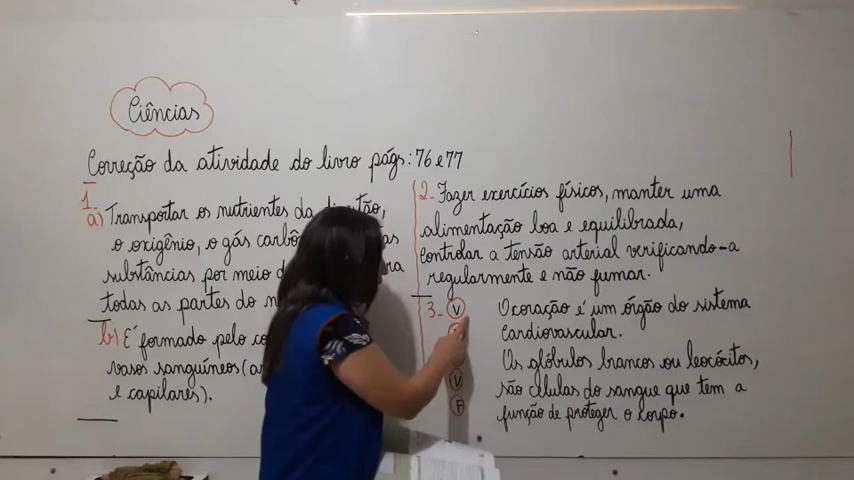 Ciências
Correção da atividade do livro págs: 76 e 77
1.
a) Transportar os nutrientes da
o oxigênio, o gás
substâncias por meio
todas as partes do
b) É formado pelo
vasos sanguíneos
e capilares).
2. Fazer exercícios físicos, manter uma
alimentação boa e equilibrada,
controlar a tensão arterial verificando-a
regularmente e não fumar.
3. V
V
F
O coração é um órgão do sistema
cardiovascular.
Os glóbulos brancos ou leocócitos,
são células do sangue que tem a
função de proteger o corpo.